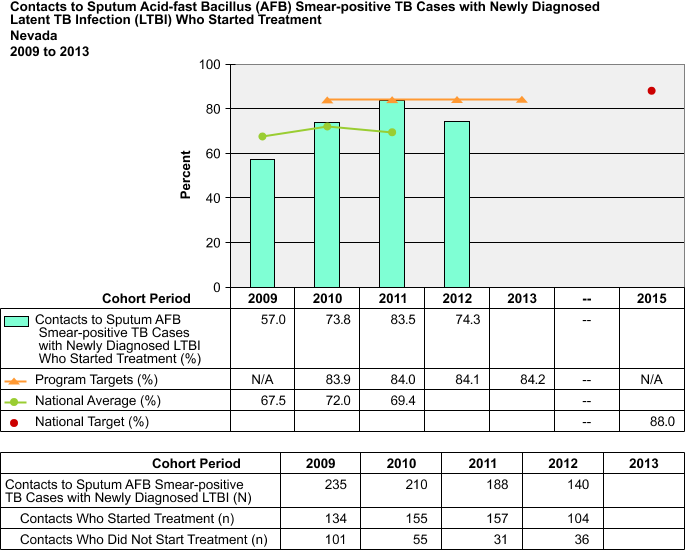 Contacts to Sputum Acid-fast Bacillus (AFB) Smear-positive TB Cases with Newly Diagnosed
Latent TB Infection (LTBI) Who Started Treatment
Nevada
2009 to 2013
100
80
60
40
20
0
Percent
Cohort Period 2009 2010 2011 2012 2013 -- 2015
Contacts to Sputum AFB 57.0 73.8 83.5 74.3 --
Smear-positive TB Cases
with Newly Diagnosed LTBI
Who Started Treatment (%)
Program Targets (%) N/A 83.9 84.0 84.1 84.2 -- N/A
National Average (%) 67.5 72.0 69.4 --
National Target (%) -- 88.0
Cohort Period 2009 2010 2011 2012 2013
Contacts to Sputum AFB Smear-positive 235 210 188 140
TB Cases with Newly Diagnosed LTBI (N)
Contacts Who Started Treatment (n) 134 155 157 104
Contacts Who Did Not Start Treatment (n) 101 55 31 36